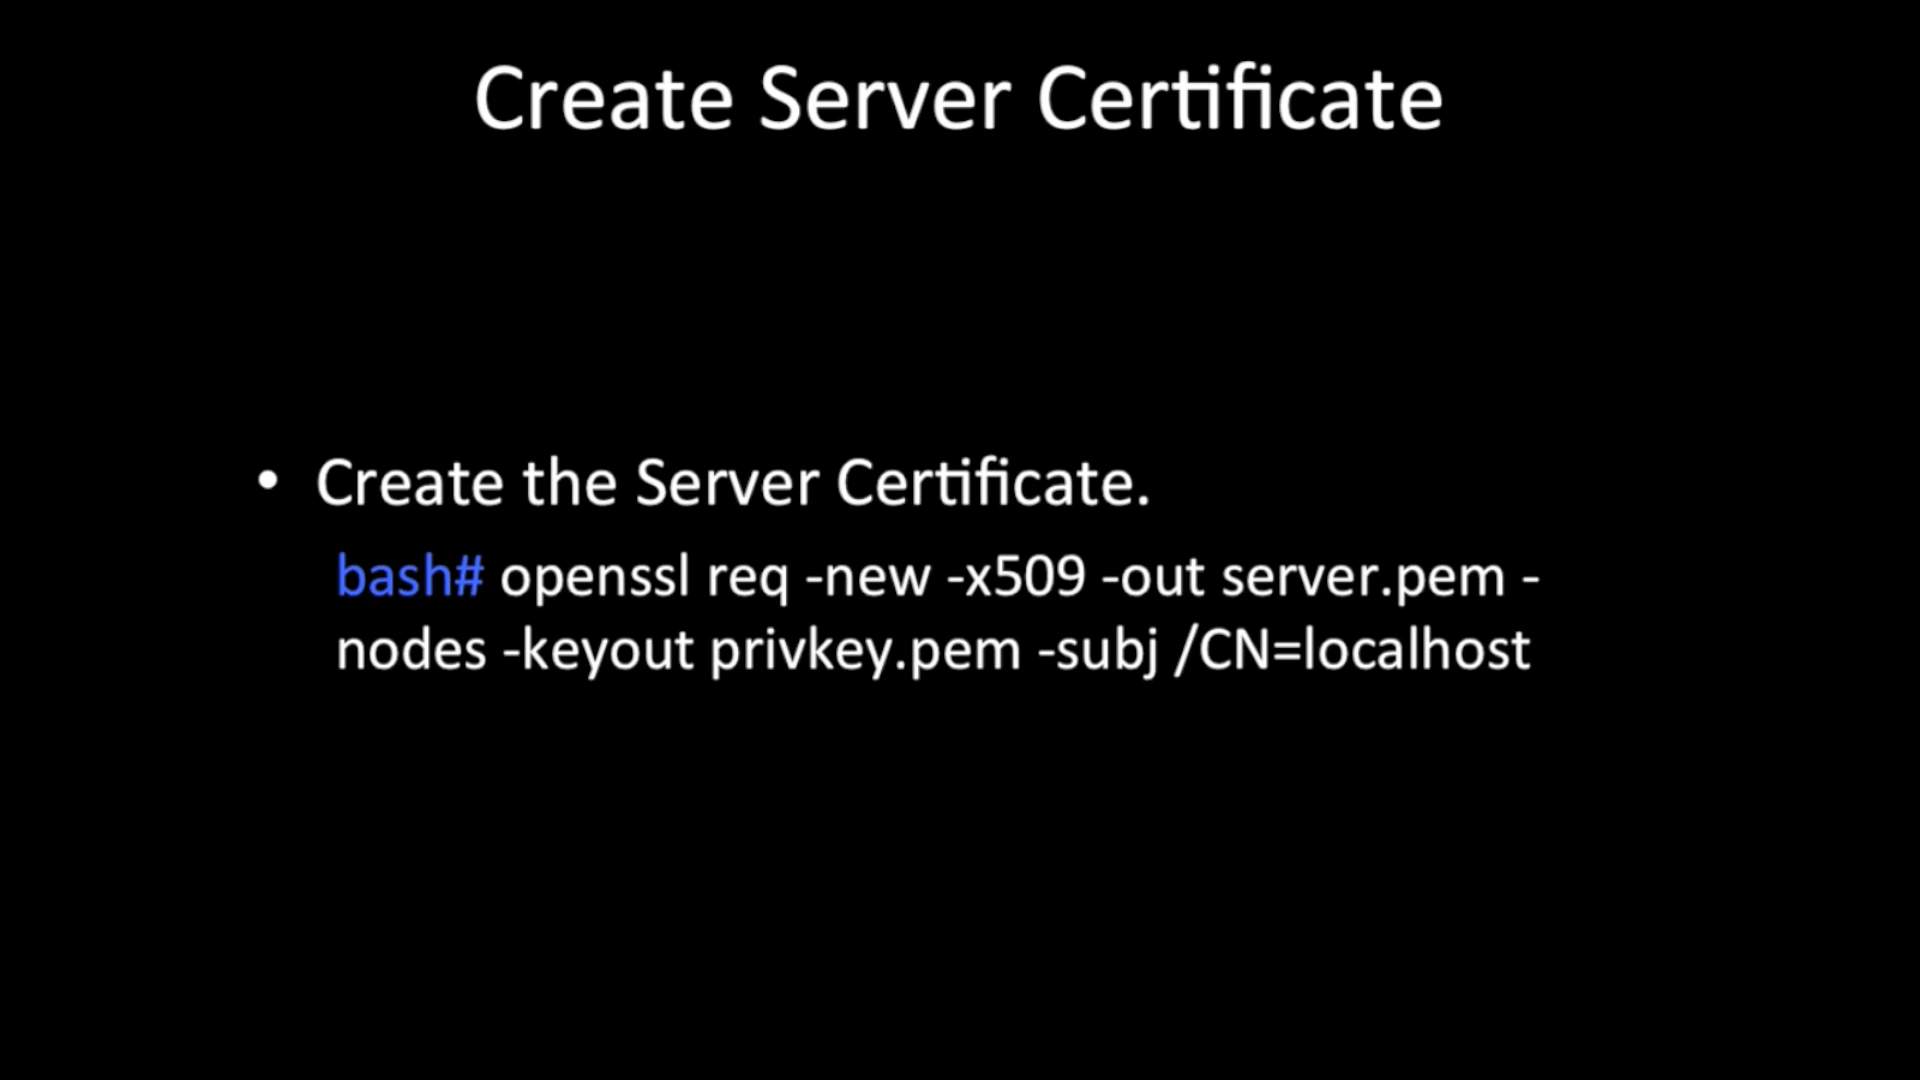 Create Server Certificate
• Create the Server Certificate.
bash# openssl req -new -x509 -out server.pem -
nodes -keyout privkey.pem -subj /CN=localhost